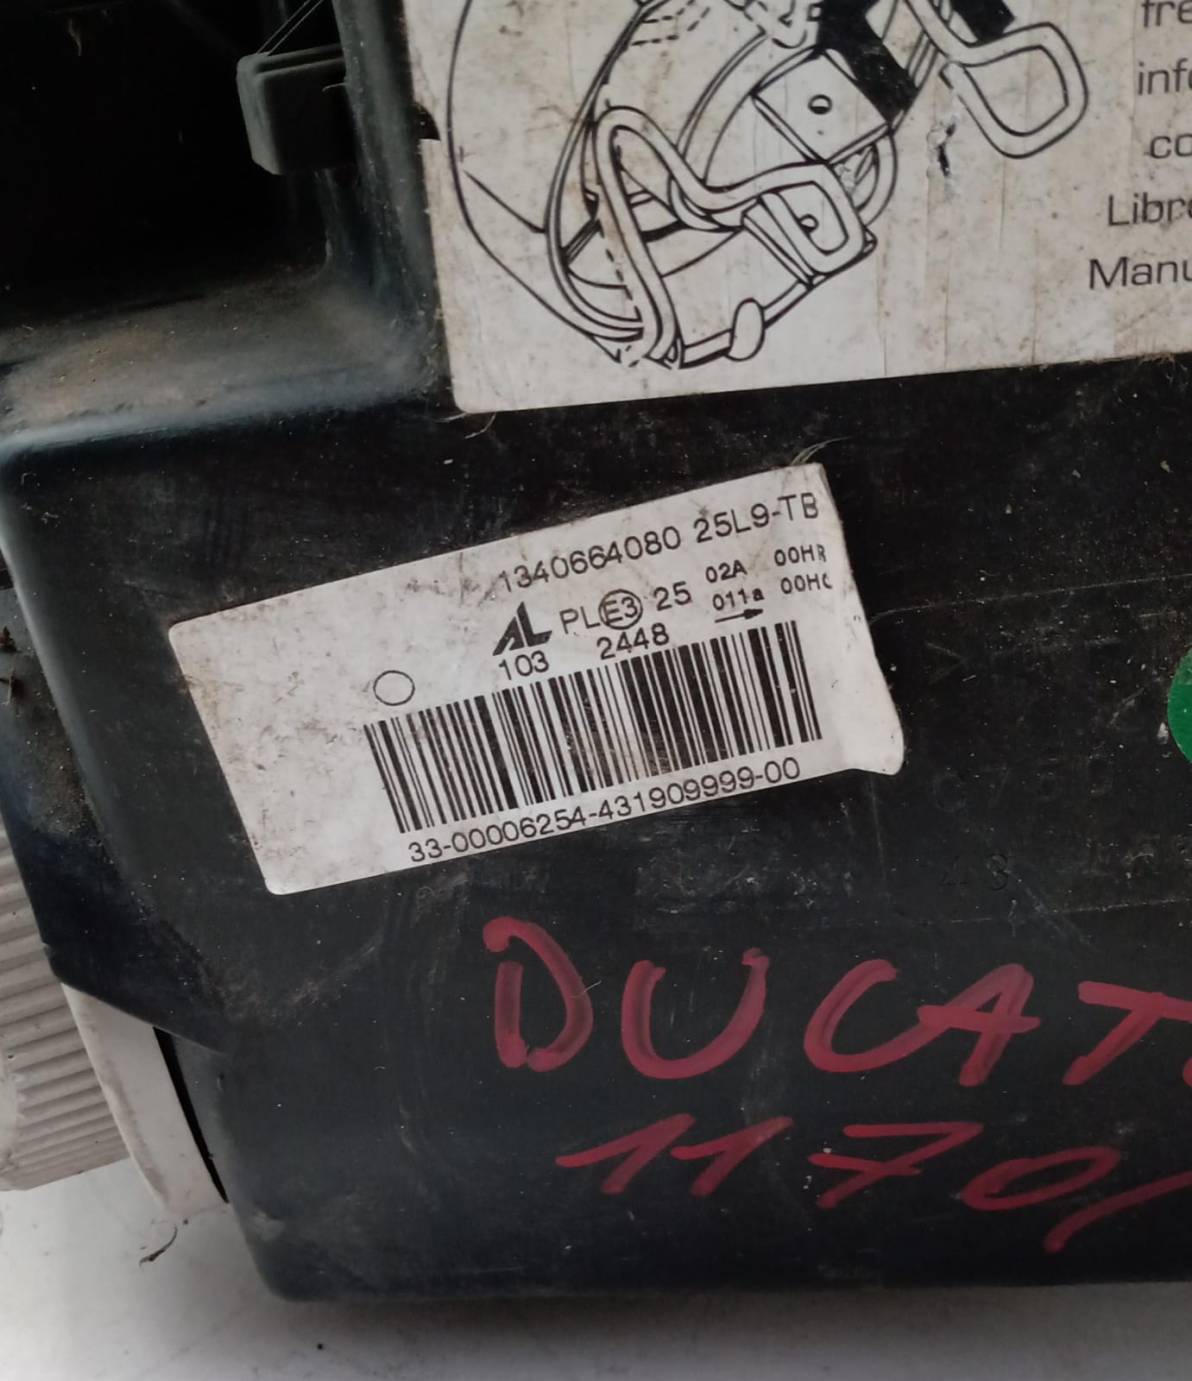 fre
info
co
Libre
Manu
1340664080 25L9-TB
AL PL E3 25 02A 00HR
011a 00HC
103 2448
33-00006254-431909999-00
DUCAT
1170/